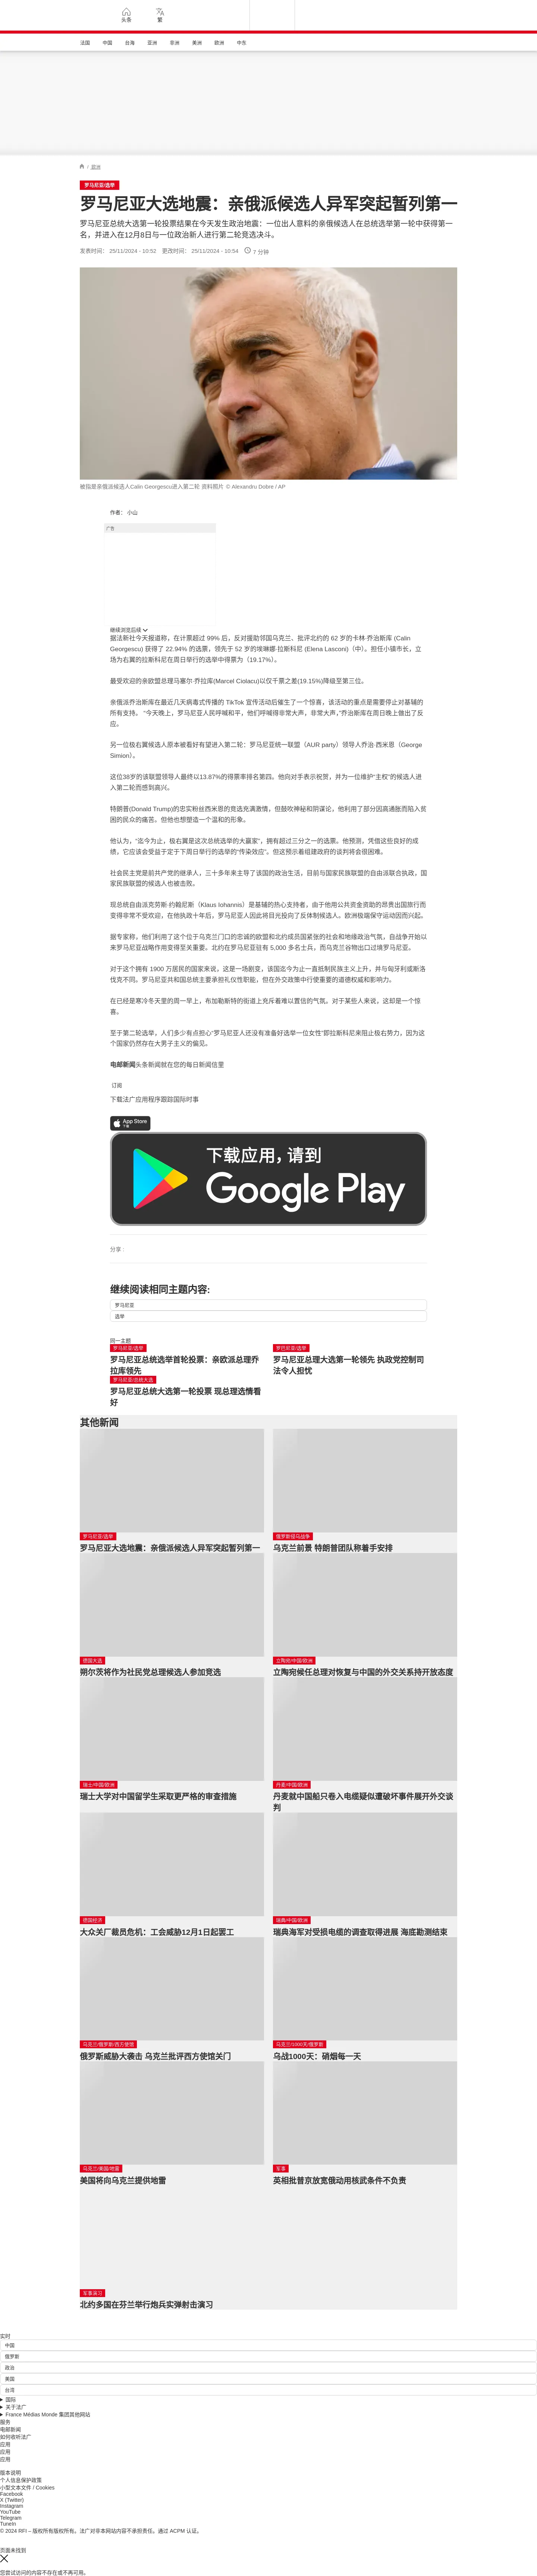 头条
繁
法国 中国 台海 亚洲 非洲 美洲 欧洲 中东
/ 欧洲
罗马尼亚/选举
罗马尼亚大选地震：亲俄派候选人异军突起暂列第一
罗马尼亚总统大选第一轮投票结果在今天发生政治地震：一位出人意料的亲俄候选人在总统选举第一轮中获得第一
名，并进入在12月8日与一位政治新人进行第二轮竞选决斗。
发表时间： 25/11/2024 - 10:52 更改时间： 25/11/2024 - 10:54 7 分钟
被指是亲俄派候选人Calin Georgescu进入第二轮 资料照片 © Alexandru Dobre / AP
作者： 小山
广告
继续浏览后续
据法新社今天报道称，在计票超过 99% 后，反对援助邻国乌克兰、批评北约的 62 岁的卡林·乔治斯库 (Calin
Georgescu) 获得了 22.94% 的选票，领先于 52 岁的埃琳娜·拉斯科尼 (Elena Lasconi)（中）。担任小镇市长，立
场为右翼的拉斯科尼在周日举行的选举中得票为（19.17%）。
最受欢迎的亲欧盟总理马塞尔·乔拉库(Marcel Ciolacu)以仅千票之差(19.15%)降级至第三位。
亲俄派乔治斯库在最近几天病毒式传播的 TikTok 宣传活动后催生了一个惊喜，该活动的重点是需要停止对基辅的
所有支持。 “今天晚上，罗马尼亚人民呼喊和平，他们呼喊得非常大声，非常大声，”乔治斯库在周日晚上做出了反
应。
另一位极右翼候选人原本被看好有望进入第二轮：罗马尼亚统一联盟（AUR party）领导人乔治·西米恩（George
Simion）。
这位38岁的该联盟领导人最终以13.87%的得票率排名第四。他向对手表示祝贺，并为一位维护“主权”的候选人进
入第二轮而感到高兴。
特朗普(Donald Trump)的忠实粉丝西米恩的竞选充满激情，但鼓吹神秘和阴谋论，他利用了部分因高通胀而陷入贫
困的民众的痛苦。但他也想塑造一个温和的形象。
他认为，“迄今为止，极右翼是这次总统选举的大赢家”，拥有超过三分之一的选票。他预测，凭借这些良好的成
绩，它应该会受益于定于下周日举行的选举的“传染效应”。但这预示着组建政府的谈判将会很困难。
社会民主党是前共产党的继承人，三十多年来主导了该国的政治生活，目前与国家民族联盟的自由派联合执政，国
家民族联盟的候选人也被击败。
现总统自由派克劳斯·约翰尼斯（Klaus Iohannis）是基辅的热心支持者，由于他用公共资金资助的昂贵出国旅行而
变得非常不受欢迎，在他执政十年后，罗马尼亚人因此将目光投向了反体制候选人。欧洲极端保守运动因而兴起。
据专家称，他们利用了这个位于乌克兰门口的忠诚的欧盟和北约成员国紧张的社会和地缘政治气氛，自战争开始以
来罗马尼亚战略作用变得至关重要。北约在罗马尼亚驻有 5,000 多名士兵，而乌克兰谷物出口过境罗马尼亚。
对于这个拥有 1900 万居民的国家来说，这是一场剧变，该国迄今为止一直抵制民族主义上升，并与匈牙利或斯洛
伐克不同。罗马尼亚共和国总统主要承担礼仪性职能，但在外交政策中行使重要的道德权威和影响力。
在已经是寒冷冬天里的周一早上，布加勒斯特的街道上充斥着难以置信的气氛。对于某些人来说，这却是一个惊
喜。
至于第二轮选举，人们多少有点担心“罗马尼亚人还没有准备好选举一位女性”即拉斯科尼来阻止极右势力，因为这
个国家仍然存在大男子主义的偏见。
电邮新闻头条新闻就在您的每日新闻信里
订阅
下载法广应用程序跟踪国际时事
App Store
下载
下载应用，请到
Google Play
分享 :
继续阅读相同主题内容:
罗马尼亚
选举
同一主题
罗马尼亚/选举
罗马尼亚总统选举首轮投票：亲欧派总理乔
拉库领先
罗巴尼亚/选举
罗马尼亚总理大选第一轮领先 执政党控制司
法令人担忧
罗马尼亚/总统大选
罗马尼亚总统大选第一轮投票 现总理选情看
好
其他新闻
罗马尼亚/选举
罗马尼亚大选地震：亲俄派候选人异军突起暂列第一
俄罗斯侵乌战争
乌克兰前景 特朗普团队称着手安排
德国大选
朔尔茨将作为社民党总理候选人参加竞选
立陶宛/中国/欧洲
立陶宛候任总理对恢复与中国的外交关系持开放态度
瑞士/中国/欧洲
瑞士大学对中国留学生采取更严格的审查措施
丹麦/中国/欧洲
丹麦就中国船只卷入电缆疑似遭破坏事件展开外交谈
判
德国经济
大众关厂裁员危机：工会威胁12月1日起罢工
瑞典/中国/欧洲
瑞典海军对受损电缆的调查取得进展 海底勘测结束
乌克兰/俄罗斯/西方使馆
俄罗斯威胁大袭击 乌克兰批评西方使馆关门
乌克兰/1000天/俄罗斯
乌战1000天：硝烟每一天
乌克兰/美国/地雷
美国将向乌克兰提供地雷
军事
英相批普京放宽俄动用核武条件不负责
军事演习
北约多国在芬兰举行炮兵实弹射击演习
实时
中国
俄罗斯
政治
美国
台湾
国际
关于法广
France Médias Monde 集团其他网站
服务
电邮新闻
如何收听法广
应用
应用
应用
版本说明
个人信息保护政策
小型文本文件 / Cookies
Facebook
X (Twitter)
Instagram
YouTube
Telegram
TuneIn
© 2024 RFI – 版权所有版权所有。法广对非本网站内容不承担责任。通过 ACPM 认证。
页面未找到
您尝试访问的内容不存在或不再可用。